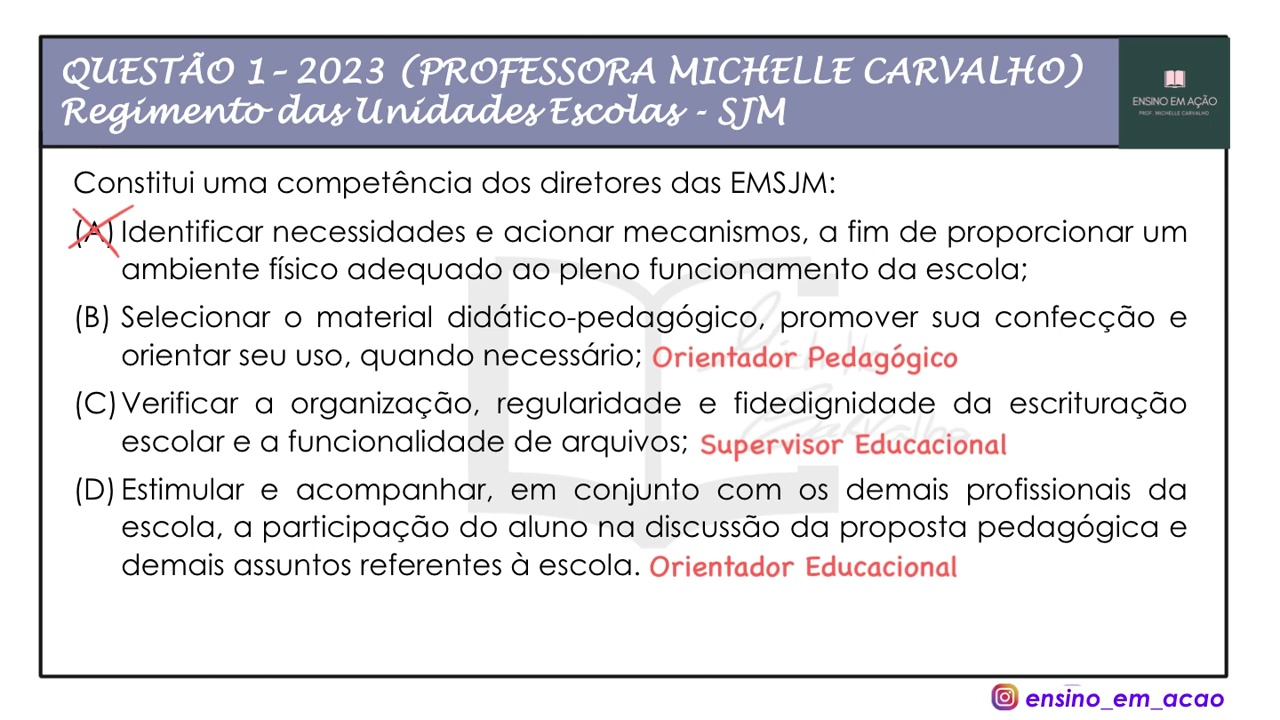 QUESTÃO 1– 2023 (PROFESSORA MICHELLE CARVALHO)
Regimento das Unidades Escolas - SJM
ENSINO EM AÇÃO
PROF. MICHELLE CARVALHO
Constitui uma competência dos diretores das EMSJM:
(A) Identificar necessidades e acionar mecanismos, a fim de proporcionar um
ambiente físico adequado ao pleno funcionamento da escola;
(B) Selecionar o material didático-pedagógico, promover sua confecção e
orientar seu uso, quando necessário; Orientador Pedagógico
(C) Verificar a organização, regularidade e fidedignidade da escrituração
escolar e a funcionalidade de arquivos; Supervisor Educacional
(D) Estimular e acompanhar, em conjunto com os demais profissionais da
escola, a participação do aluno na discussão da proposta pedagógica e
demais assuntos referentes à escola. Orientador Educacional
Michelle
Carvalho
ensino_em_acao